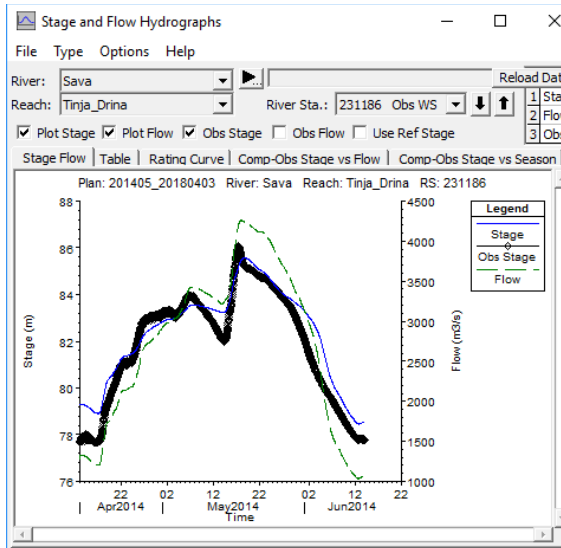 Stage and Flow Hydrographs
File Type Options Help
River: Sava Reload Dat
Reach: Tinja_Drina River Sta.: 231186 Obs WS 1 Sta
Plot Stage Plot Flow Obs Stage Obs Flow Use Ref Stage 2 Flo
3 Obs
Stage Flow Table Rating Curve Comp-Obs Stage vs Flow Comp-Obs Stage vs Season
Plan: 201405_20180403 River: Sava Reach: Tinja_Drina RS: 231186
88 4500
Legend
Stage
Obs Stage
Flow
86 4000
3500
84
3000
82
2500
80
2000
78 1500
76 1000
Stage (m)
Flow (m3/s)
22 02 12 22 02 12 22
Apr2014 May2014 Jun2014
Time